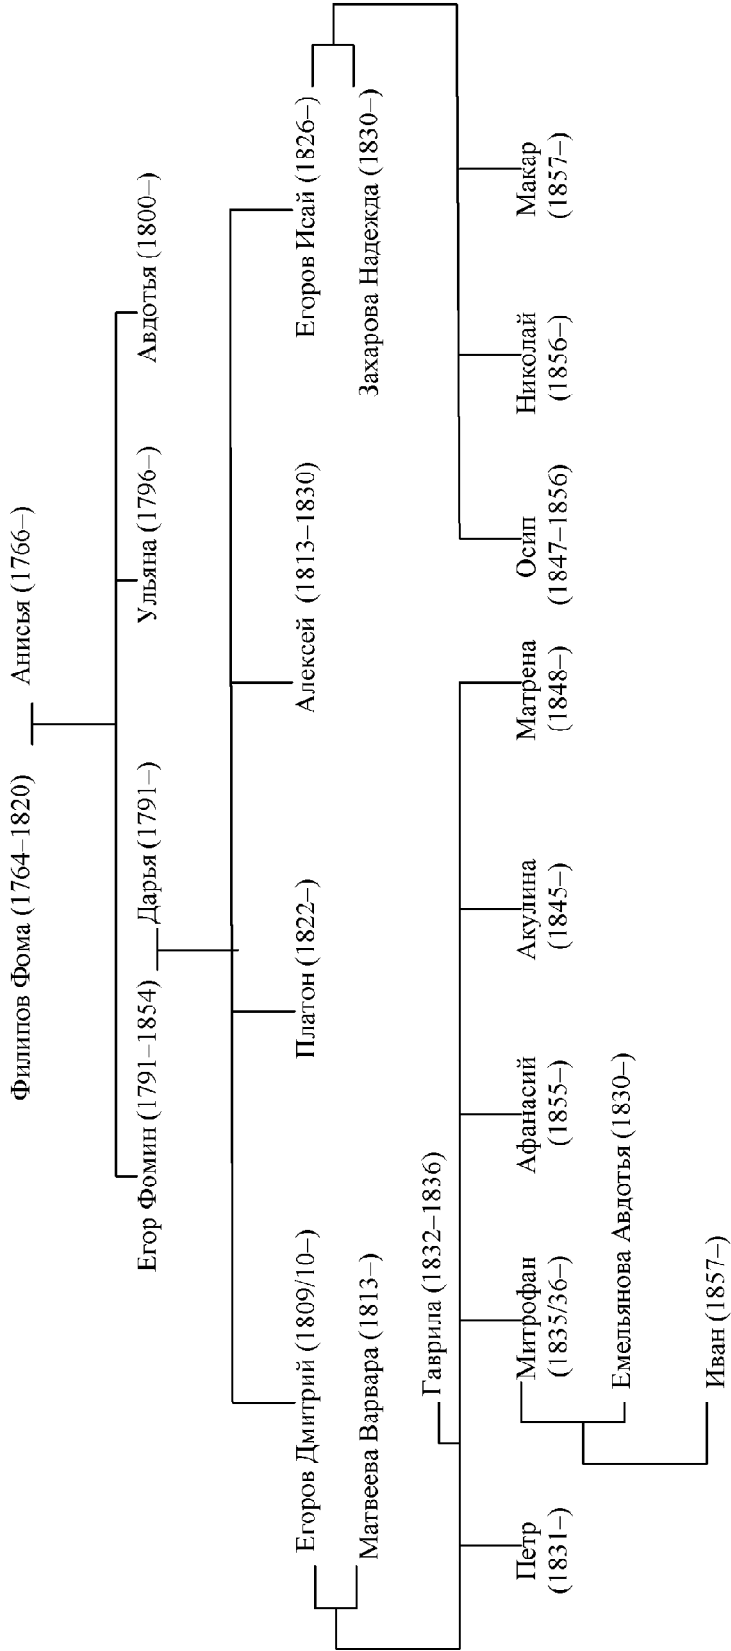 Филипов Фома (1764–1820)
Анисья (1766–)
Егор Фомин (1791–1854)
Дарья (1791–)
Ульяна (1796–)
Авдотья (1800–)
Егоров Дмитрий (1809/10–)
Матвеева Варвара (1813–)
Платон (1822–)
Алексей (1813–1830)
Егоров Исай (1826–)
Захарова Надежда (1830–)
Гаврила (1832–1836)
Петр
(1831–)
Митрофан
(1835/36–)
Афанасий
(1855–)
Акулина
(1845–)
Матрена
(1848–)
Осип
(1847–1856)
Николай
(1856–)
Макар
(1857–)
Емельянова Авдотья (1830–)
Иван (1857–)